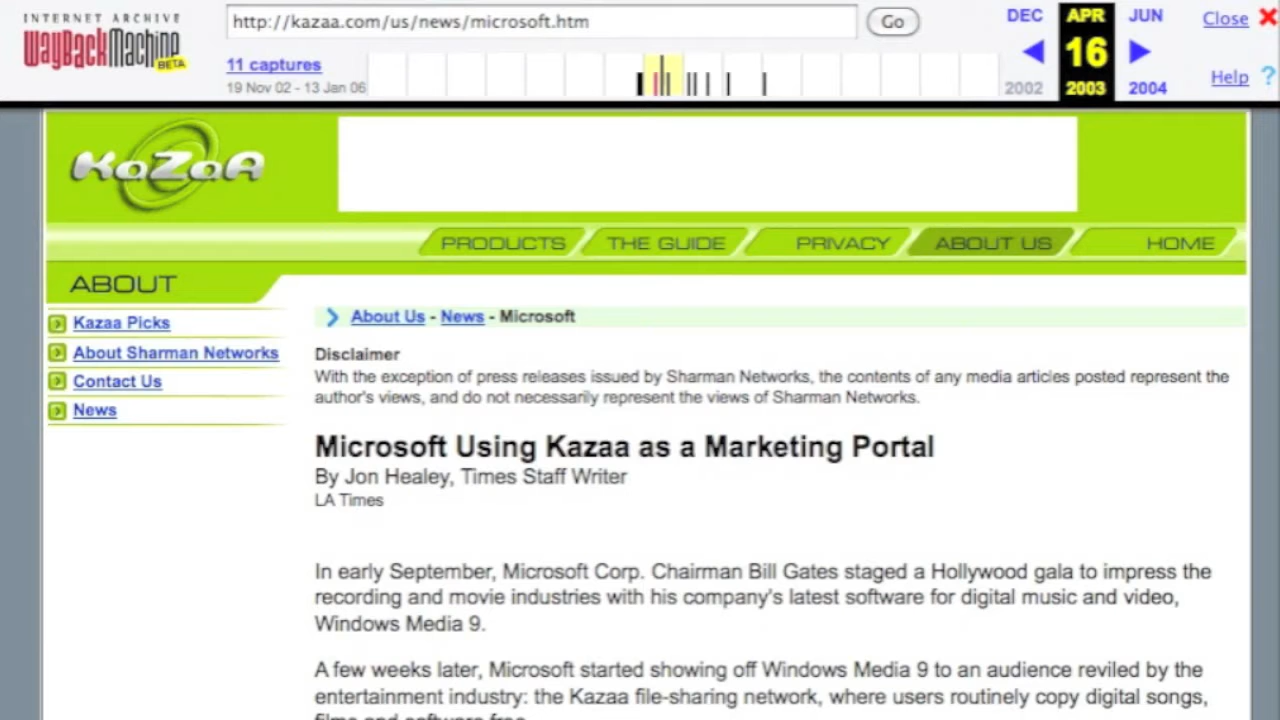 INTERNET ARCHIVE
WayBackMachine
BETA
http://kazaa.com/us/news/microsoft.htm
Go
11 captures
19 Nov 02 - 13 Jan 06
DEC APR JUN
16
2002 2003 2004
Close
Help ?
KaZaA
PRODUCTS THE GUIDE PRIVACY ABOUT US HOME
ABOUT
Kazaa Picks
About Sharman Networks
Contact Us
News
About Us - News - Microsoft
Disclaimer
With the exception of press releases issued by Sharman Networks, the contents of any media articles posted represent the
author's views, and do not necessarily represent the views of Sharman Networks.
Microsoft Using Kazaa as a Marketing Portal
By Jon Healey, Times Staff Writer
LA Times
In early September, Microsoft Corp. Chairman Bill Gates staged a Hollywood gala to impress the
recording and movie industries with his company's latest software for digital music and video,
Windows Media 9.
A few weeks later, Microsoft started showing off Windows Media 9 to an audience reviled by the
entertainment industry: the Kazaa file-sharing network, where users routinely copy digital songs,
films and software free